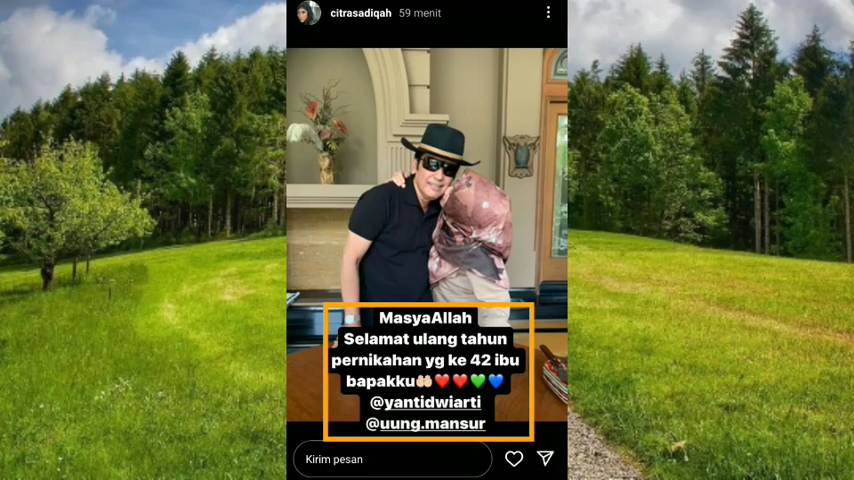 citrasadiqah 59 menit
MasyaAllah
Selamat ulang tahun
pernikahan yg ke 42 ibu
bapakku🤲🏻❤️❤️💚💙
@yantidwiarti
@uung.mansur
Kirim pesan